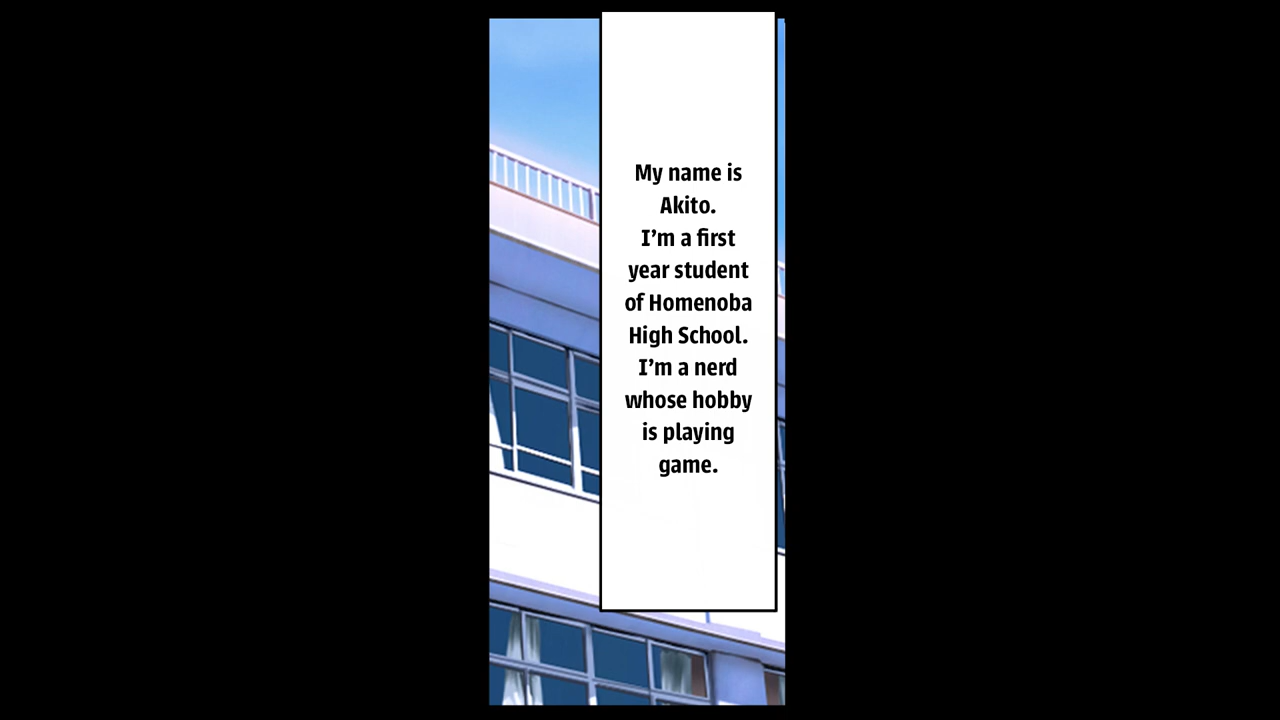 My name is
Akito.
I'm a first
year student
of Homenoba
High School.
I'm a nerd
whose hobby
is playing
game.